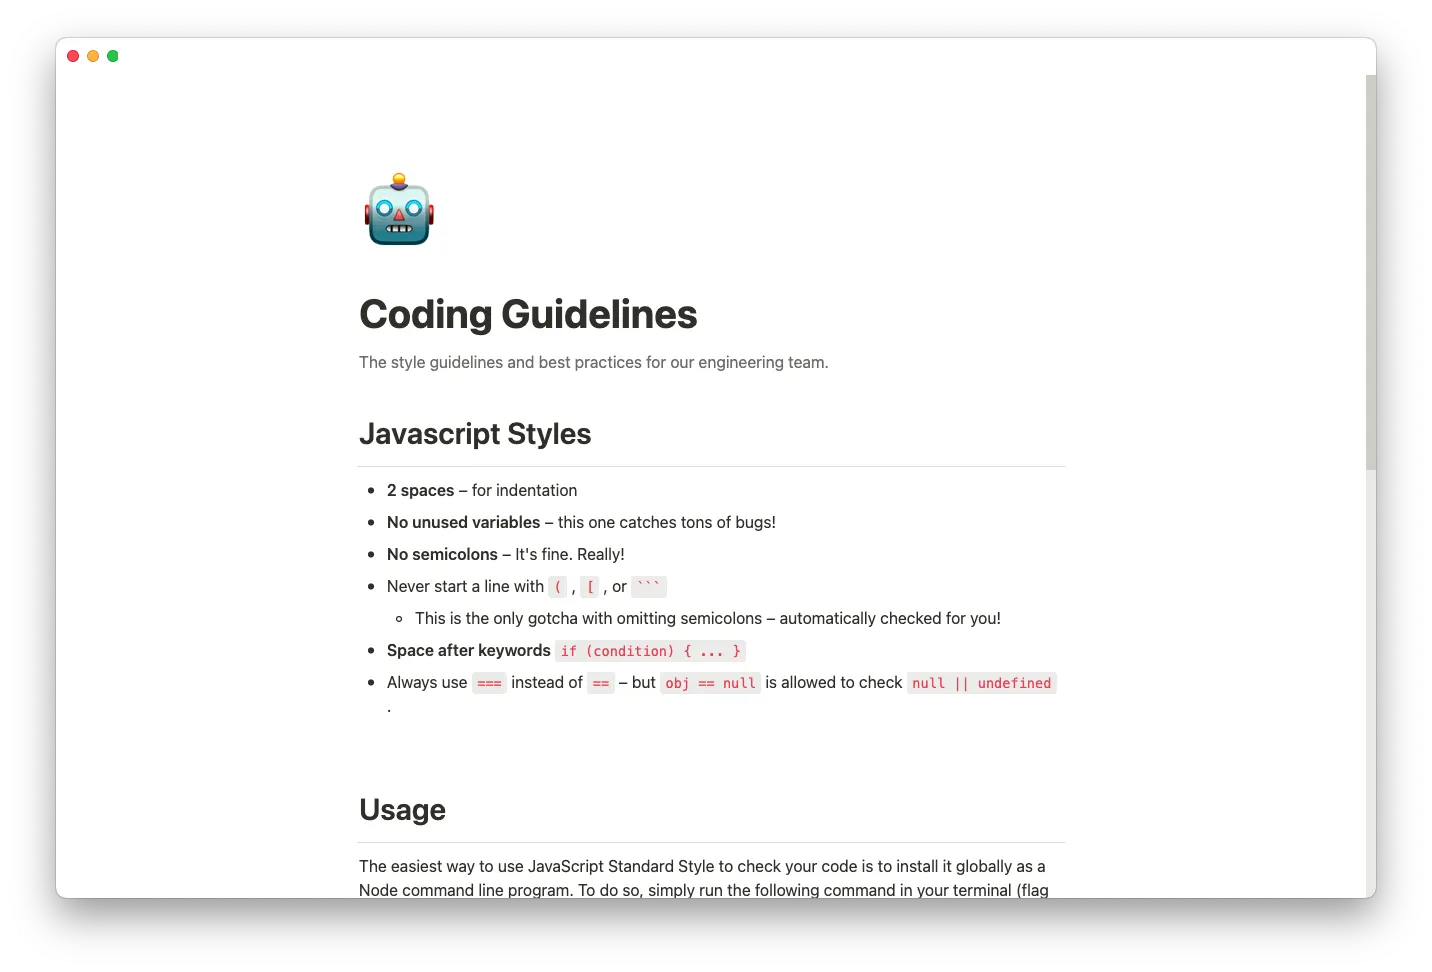 Coding Guidelines
The style guidelines and best practices for our engineering team.
Javascript Styles
• 2 spaces – for indentation
• No unused variables – this one catches tons of bugs!
• No semicolons – It's fine. Really!
• Never start a line with ( , [ , or ```
◦ This is the only gotcha with omitting semicolons – automatically checked for you!
• Space after keywords if (condition) { ... }
• Always use === instead of == – but obj == null is allowed to check null || undefined
.
Usage
The easiest way to use JavaScript Standard Style to check your code is to install it globally as a
Node command line program. To do so, simply run the following command in your terminal (flag